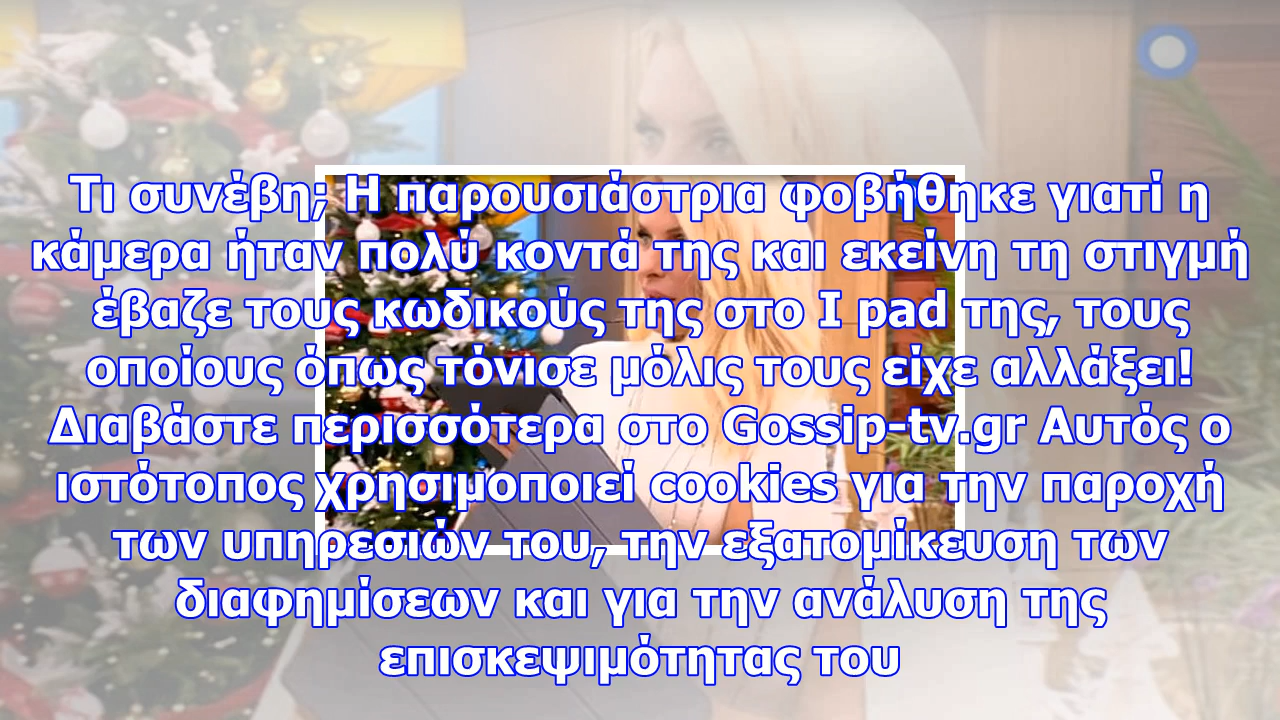 Τι συνέβη; Η παρουσιάστρια φοβήθηκε γιατί η
κάμερα ήταν πολύ κοντά της και εκείνη τη στιγμή
έβαζε τους κωδικούς της στο I pad της, τους
οποίους όπως τόνισε μόλις τους είχε αλλάξει!
Διαβάστε περισσότερα στο Gossip-tv.gr Αυτός ο
ιστότοπος χρησιμοποιεί cookies για την παροχή
των υπηρεσιών του, την εξατομίκευση των
διαφημίσεων και για την ανάλυση της
επισκεψιμότητας του